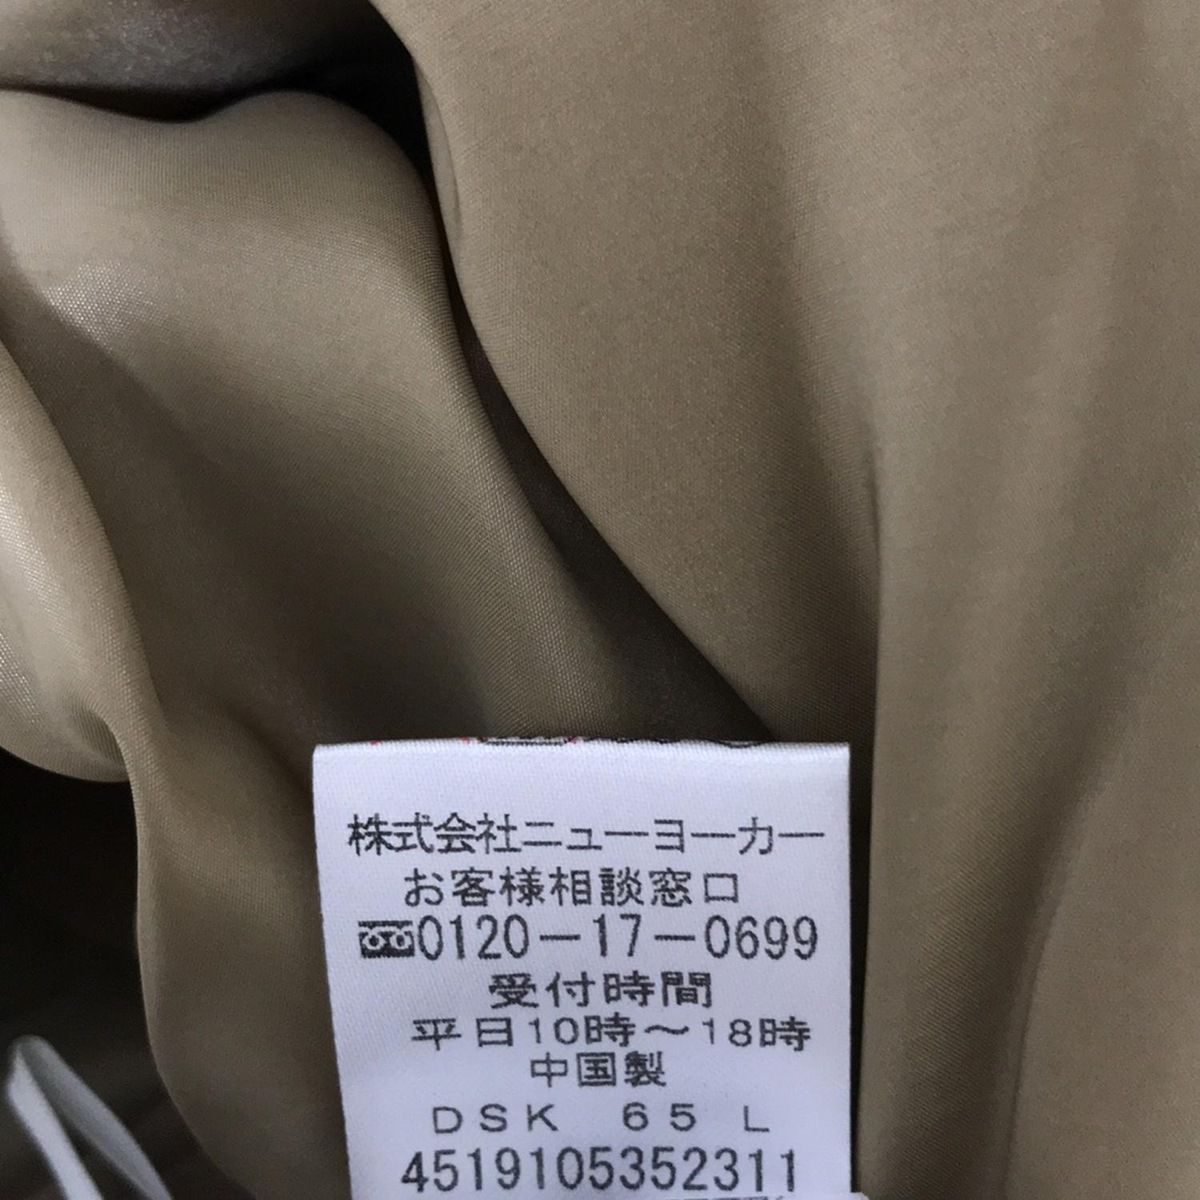 株式会社ニューヨーカー
お客様相談窓口
0120-17-0699
受付時間
平日10時～18時
中国製
DSK 65 L
4519105352311